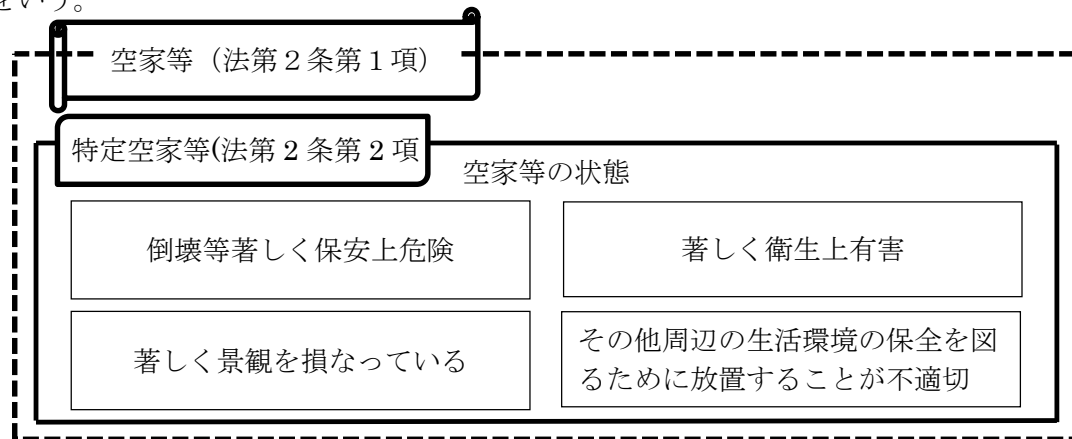 をいう。
空家等（法第２条第１項）
特定空家等(法第２条第２項
空家等の状態
倒壊等著しく保安上危険
著しく衛生上有害
著しく景観を損なっている
その他周辺の生活環境の保全を図
るために放置することが不適切